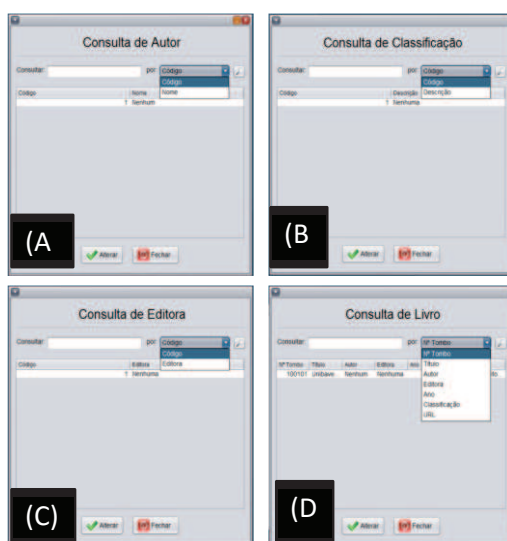 Consulta de Autor
Consultar: por: Código
Código
Nome
Código Nome
1 Nenhum
Alterar Fechar
(A
Consulta de Classificação
Consultar: por: Código
Código
Descrição
Código Descrição
1 Nenhuma
Alterar Fechar
(B
Consulta de Editora
Consultar: por: Código
Código
Editora
Código Editora
1 Nenhuma
Alterar Fechar
(C)
Consulta de Livro
Consultar: por: Nº Tombo
Nº Tombo
Título
Autor
Editora
Ano
Classificação
URL
Nº Tombo Título Autor Editora Ano
100101 Unibave Nenhum Nenhuma
Alterar Fechar
(D